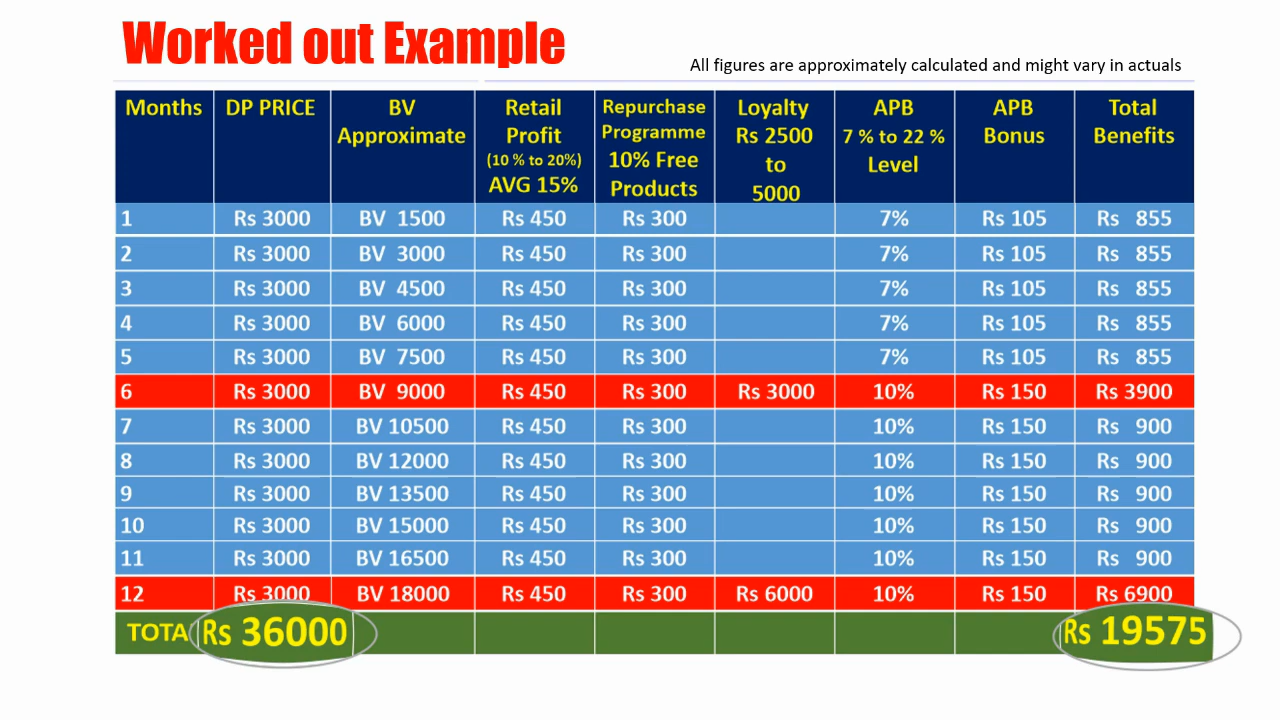 Worked out Example
All figures are approximately calculated and might vary in actuals
Months DP PRICE BV Approximate Retail Profit (10 % to 20%) AVG 15% Repurchase Programme 10% Free Products Loyalty Rs 2500 to 5000 APB 7 % to 22 % Level APB Bonus Total Benefits
1 Rs 3000 BV 1500 Rs 450 Rs 300 7% Rs 105 Rs 855
2 Rs 3000 BV 3000 Rs 450 Rs 300 7% Rs 105 Rs 855
3 Rs 3000 BV 4500 Rs 450 Rs 300 7% Rs 105 Rs 855
4 Rs 3000 BV 6000 Rs 450 Rs 300 7% Rs 105 Rs 855
5 Rs 3000 BV 7500 Rs 450 Rs 300 7% Rs 105 Rs 855
6 Rs 3000 BV 9000 Rs 450 Rs 300 Rs 3000 10% Rs 150 Rs 3900
7 Rs 3000 BV 10500 Rs 450 Rs 300 10% Rs 150 Rs 900
8 Rs 3000 BV 12000 Rs 450 Rs 300 10% Rs 150 Rs 900
9 Rs 3000 BV 13500 Rs 450 Rs 300 10% Rs 150 Rs 900
10 Rs 3000 BV 15000 Rs 450 Rs 300 10% Rs 150 Rs 900
11 Rs 3000 BV 16500 Rs 450 Rs 300 10% Rs 150 Rs 900
12 Rs 3000 BV 18000 Rs 450 Rs 300 Rs 6000 10% Rs 150 Rs 6900
TOTA Rs 36000 Rs 19575